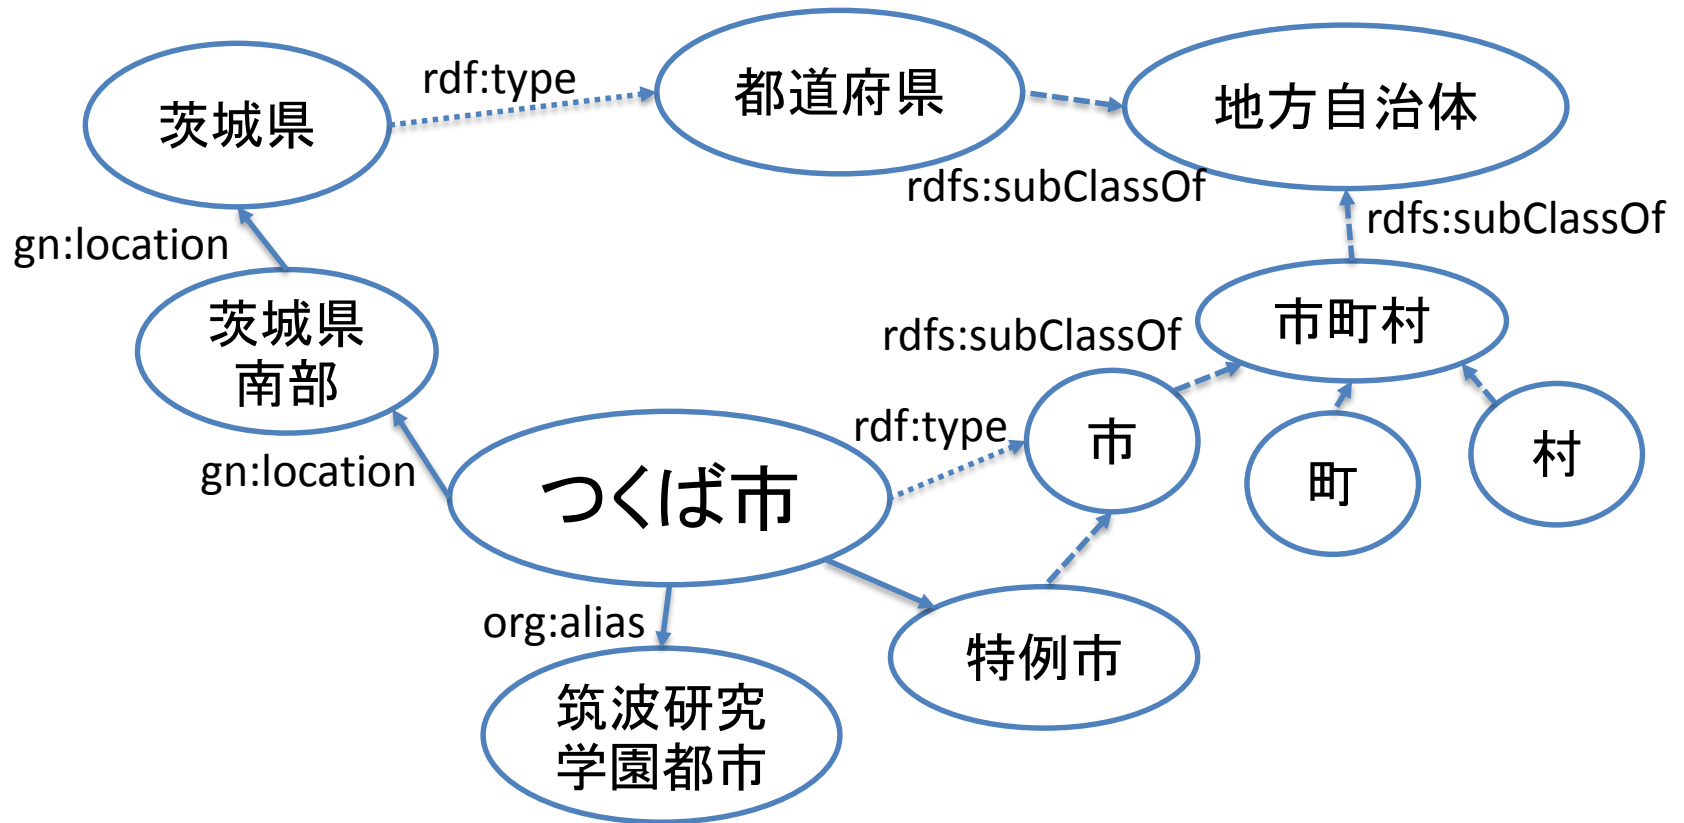 茨城県
rdf:type
都道府県
地方自治体
rdfs:subClassOf
rdfs:subClassOf
gn:location
茨城県
南部
市町村
rdfs:subClassOf
rdf:type
市
町
村
gn:location
つくば市
org:alias
特例市
筑波研究
学園都市